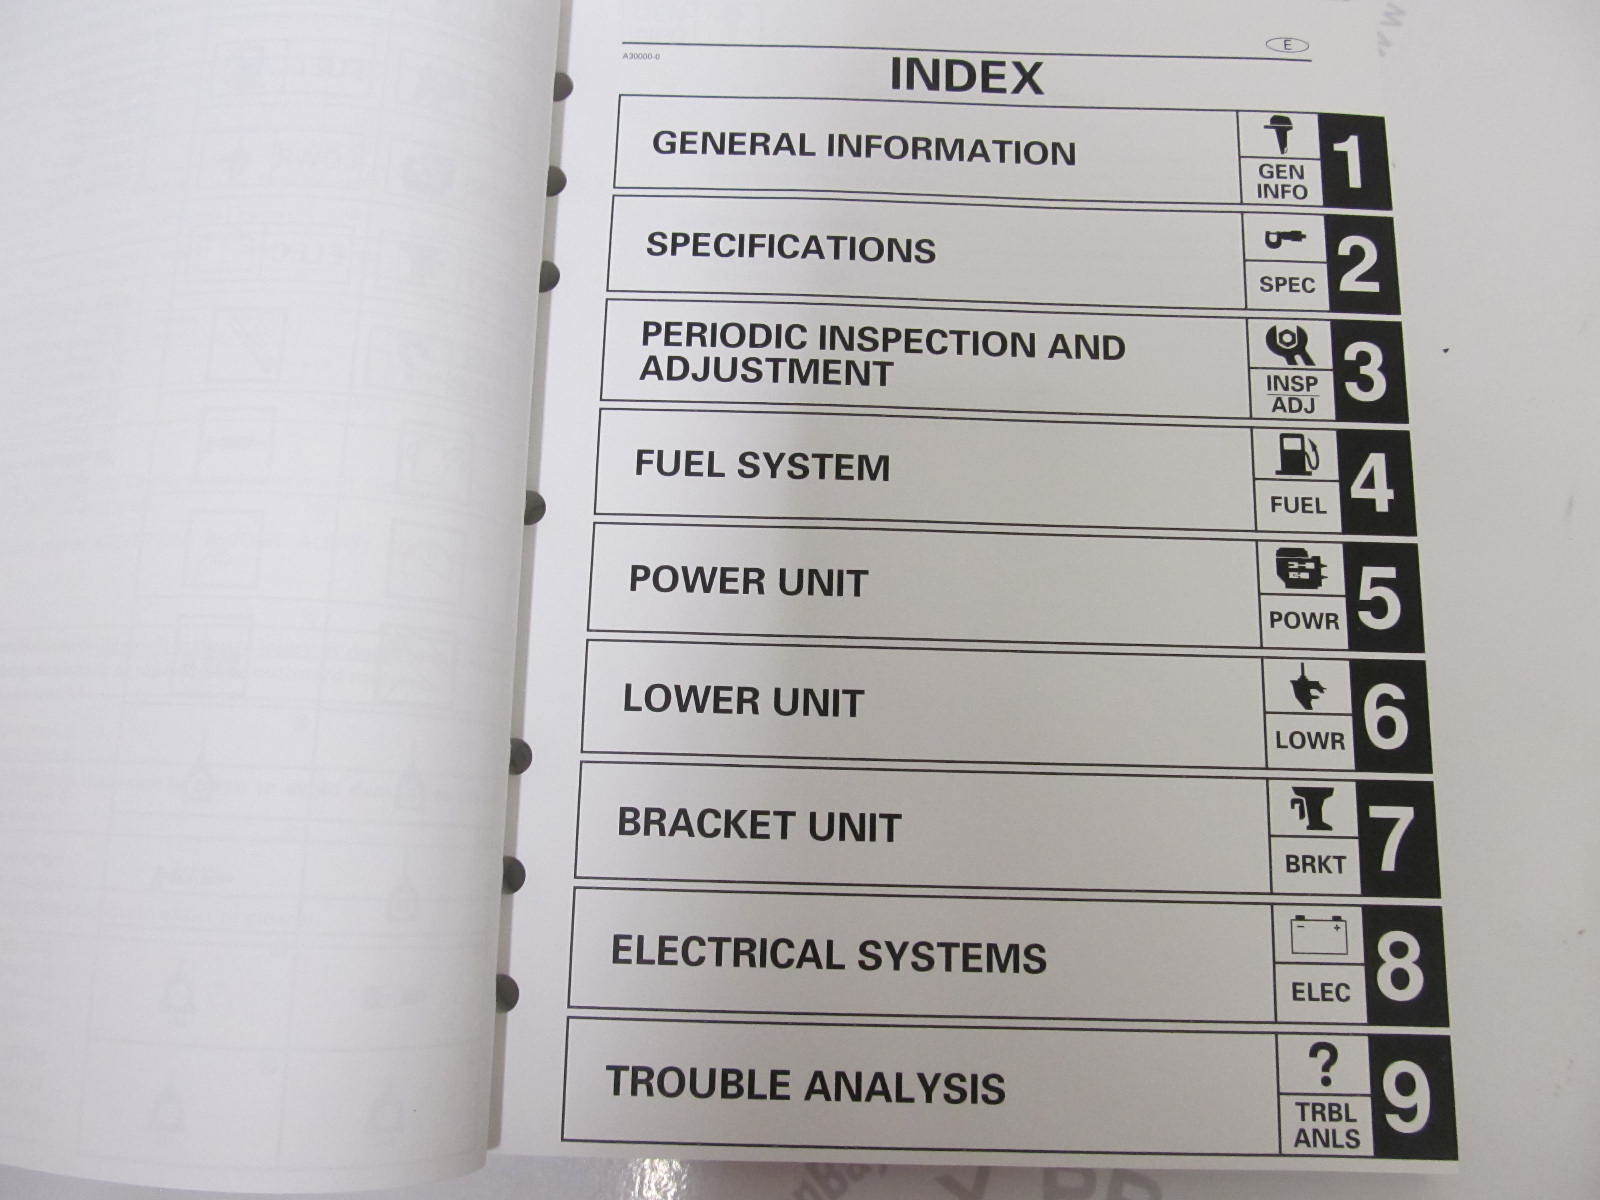 E
A30000-0
INDEX
GENERAL INFORMATION
GEN
INFO
1
SPECIFICATIONS
SPEC
2
PERIODIC INSPECTION AND
ADJUSTMENT
INSP
ADJ
3
FUEL SYSTEM
FUEL
4
POWER UNIT
POWR
5
LOWER UNIT
LOWR
6
BRACKET UNIT
BRKT
7
ELECTRICAL SYSTEMS
- +
ELEC
8
TROUBLE ANALYSIS
?
TRBL
ANLS
9